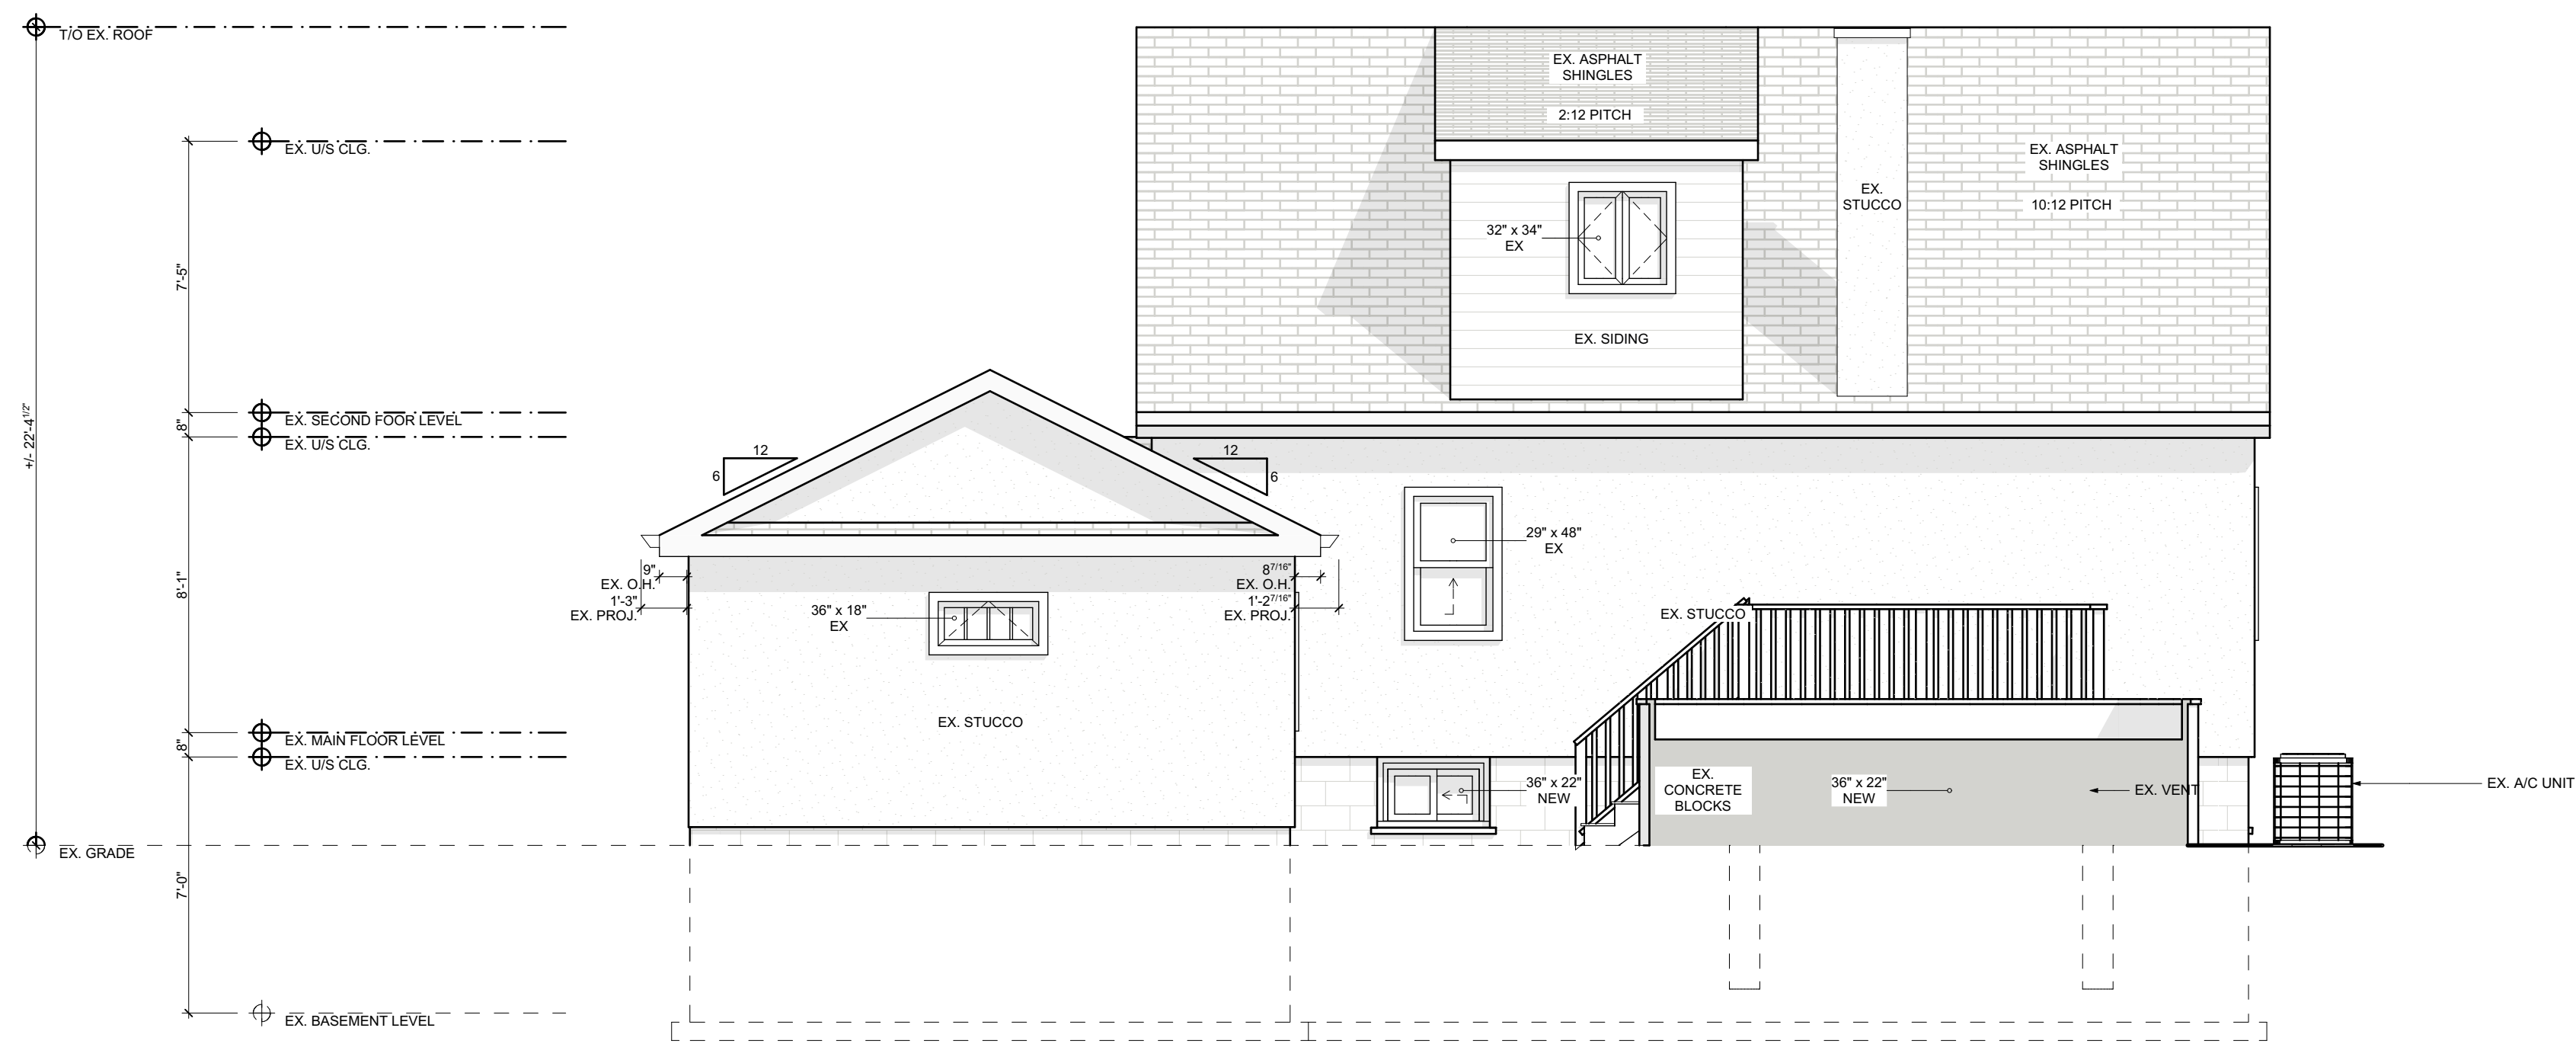 T/O EX. ROOF
EX. ASPHALT
SHINGLES
2:12 PITCH
EX. U/S CLG.
EX. ASPHALT
SHINGLES
10:12 PITCH
EX.
STUCCO
32" x 34"
EX
7'-5"
EX. SIDING
+/- 22'-4 1/2"
EX. SECOND FOOR LEVEL
8"
EX. U/S CLG.
12
6
12
6
29" x 48"
EX
9"
EX. O.H.
1'-3"
EX. PROJ.
8 7/16"
EX. O.H.
1'-2 7/16"
EX. PROJ.
8'-1"
36" x 18"
EX
EX. STUCCO
EX. STUCCO
EX. MAIN FLOOR LEVEL
8"
EX. U/S CLG.
36" x 22"
NEW
EX.
CONCRETE
BLOCKS
36" x 22"
NEW
EX. VENT
EX. A/C UNIT
EX. GRADE
7'-0"
EX. BASEMENT LEVEL